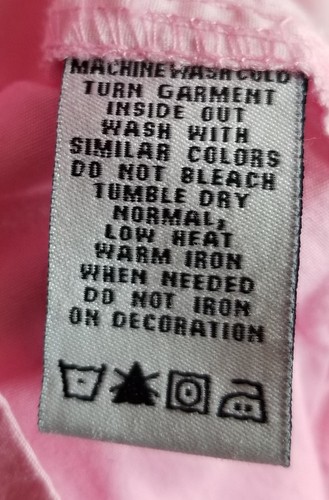 MACHINE WASH COLD
TURN GARMENT
INSIDE OUT
WASH WITH
SIMILAR COLORS
DO NOT BLEACH
TUMBLE DRY
NORMAL,
LOW HEAT
WARM IRON
WHEN NEEDED
DO NOT IRON
ON DECORATION